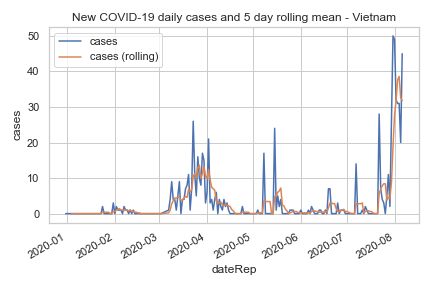 New COVID-19 daily cases and 5 day rolling mean - Vietnam
cases
cases (rolling)
50
40
30
20
10
0
cases
2020-01
2020-02
2020-03
2020-04
2020-05
2020-06
2020-07
2020-08
dateRep